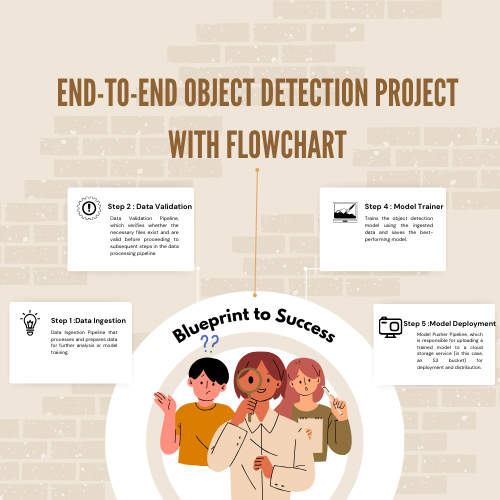 END-TO-END OBJECT DETECTION PROJECT
WITH FLOWCHART
Step 2 : Data Validation
Data Validation Pipeline,
which verifies whether the
necessary files exist and are
valid before proceeding to
subsequent steps in the data
processing pipeline.
Step 4 : Model Trainer
Trains the object detection
model using the ingested
data and saves the best-
performing model.
Step 1 :Data Ingestion
Data Ingestion Pipeline that
processes and prepares data
for further analysis or model
training.
Step 5 :Model Deployment
Model Pusher Pipeline, which
is responsible for uploading a
trained model to a cloud
storage service (in this case,
an S3 bucket) for
deployment and distribution.
Blueprint to Success
??